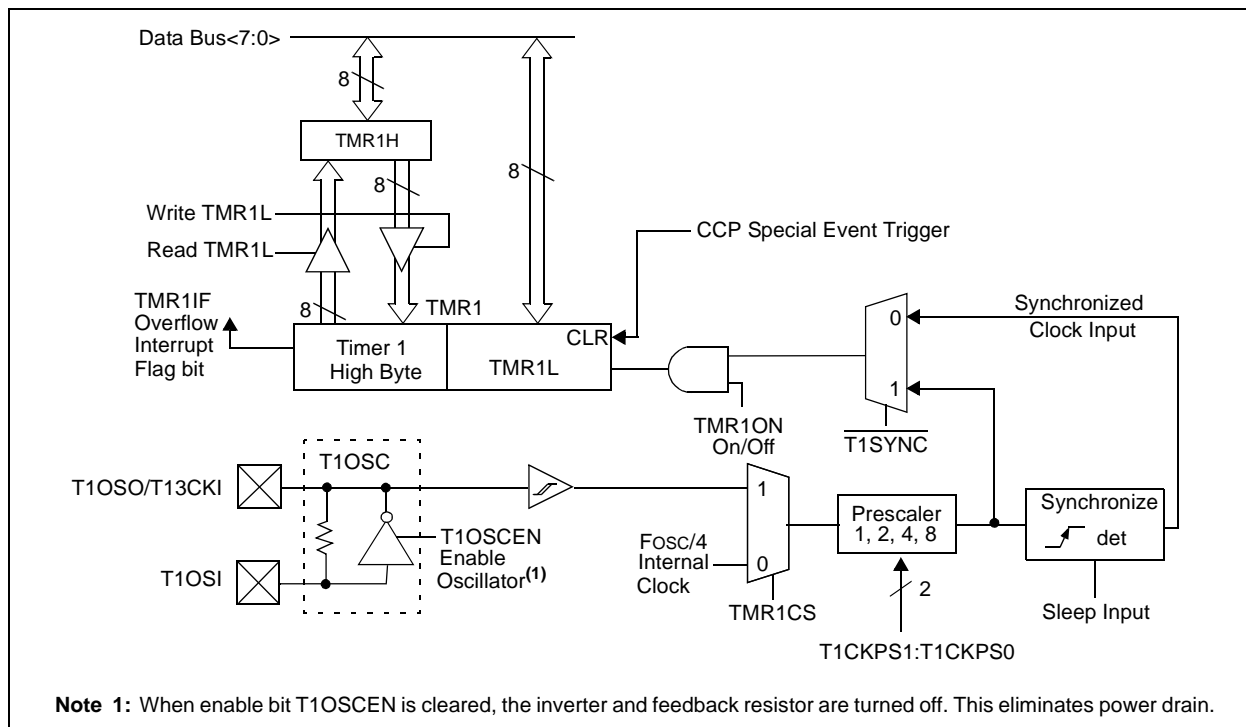 Data Bus<7:0>
8
TMR1H
8
8
Write TMR1L
CCP Special Event Trigger
Read TMR1L
TMR1IF
Overflow
Interrupt
Flag bit
8
TMR1
Synchronized
Clock Input
0
CLR
Timer 1
High Byte
TMR1L
1
TMR1ON
On/Off
T1SYNC
T1OSC
T1OSO/T13CKI
1
Synchronize
Prescaler
1, 2, 4, 8
det
T1OSCEN
Enable
Oscillator(1)
FOSC/4
Internal
Clock
0
T1OSI
2
TMR1CS
Sleep Input
T1CKPS1:T1CKPS0
Note 1: When enable bit T1OSCEN is cleared, the inverter and feedback resistor are turned off. This eliminates power drain.